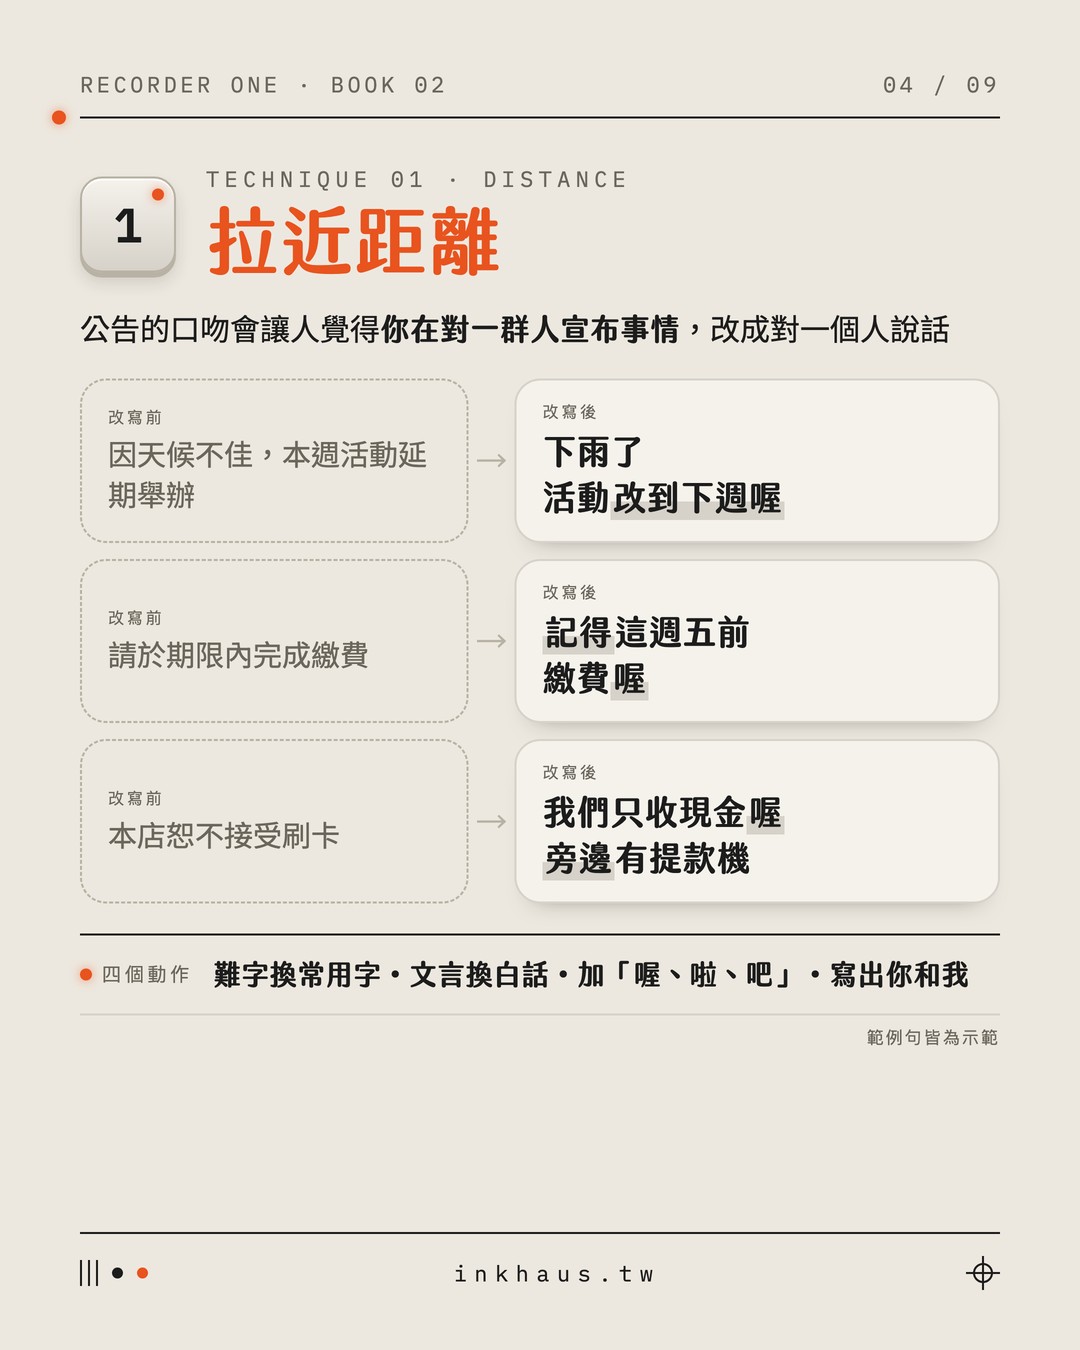 RECORDER ONE · BOOK 02
04 / 09
TECHNIQUE 01 · DISTANCE
1
拉近距離
公告的口吻會讓人覺得你在對一群人宣布事情，改成對一個人說話
改寫前
因天候不佳，本週活動延
期舉辦
→
改寫後
下雨了
活動改到下週喔
改寫前
請於期限內完成繳費
→
改寫後
記得這週五前
繳費喔
改寫前
本店恕不接受刷卡
→
改寫後
我們只收現金喔
旁邊有提款機
四個動作 難字換常用字・文言換白話・加「喔、啦、吧」・寫出你和我
範例句皆為示範
inkhaus.tw